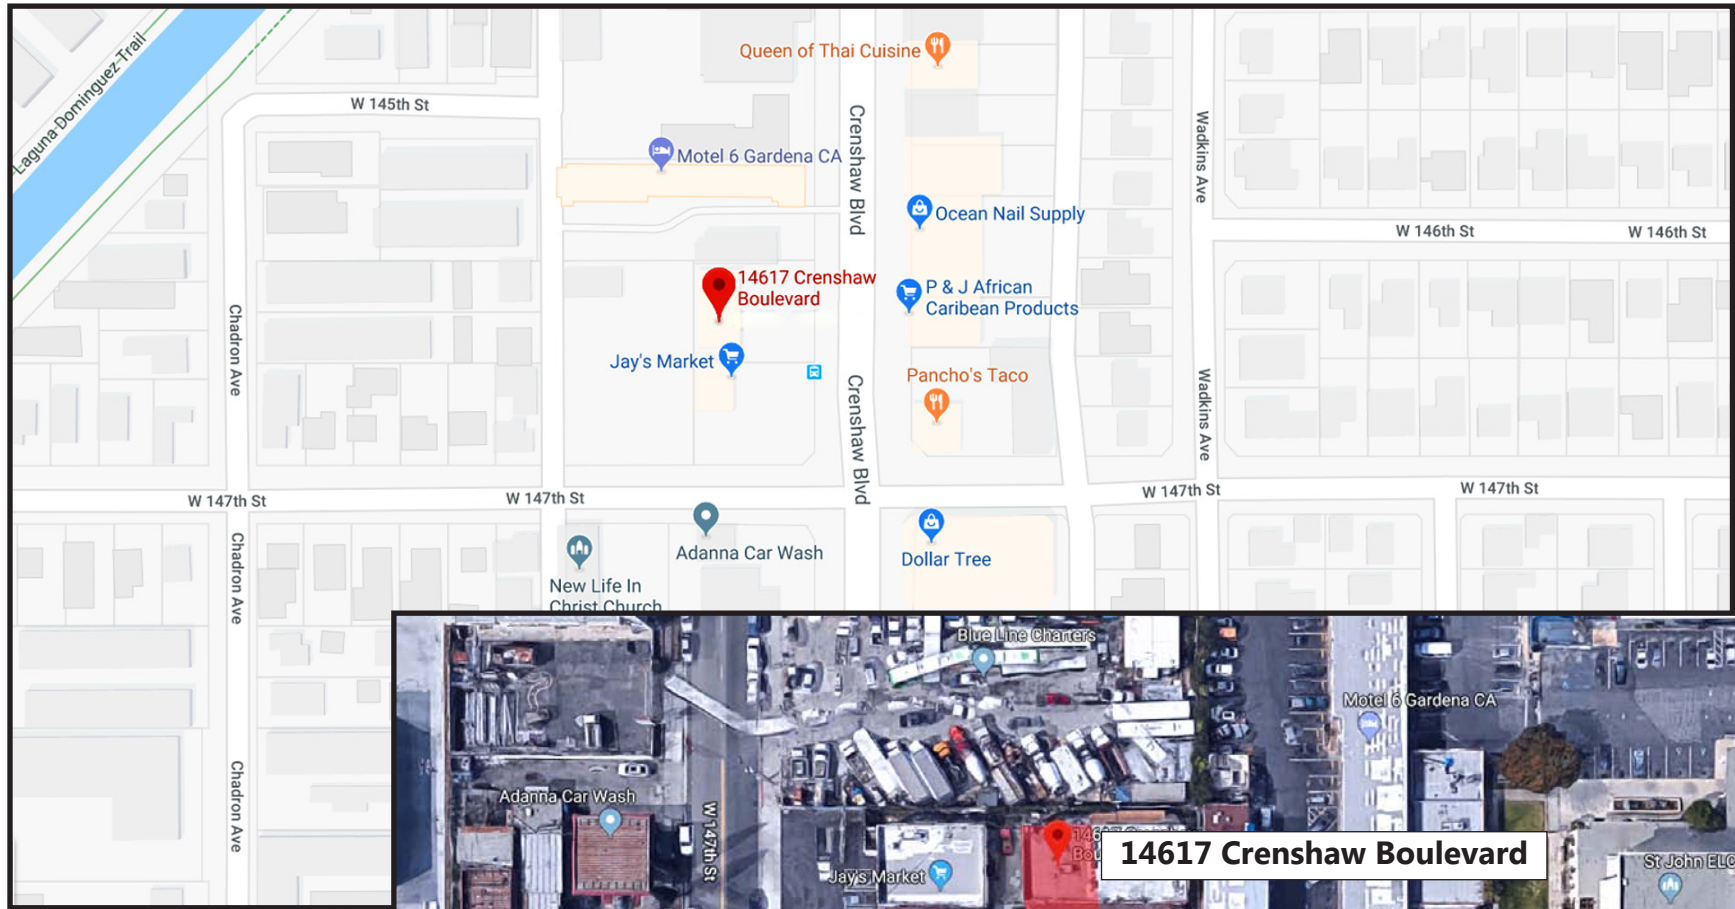 Laguna-Dominguez-Trail
Queen of Thai Cuisine
W 145th St
Crenshaw Blvd
Wadkins Ave
Motel 6 Gardena CA
Ocean Nail Supply
W 146th St
W 146th St
14617 Crenshaw
Boulevard
P & J African
Caribean Products
Chadron Ave
Jay's Market
Pancho's Taco
Crenshaw Blvd
Wadkins Ave
W 147th St
W 147th St
W 147th St
W 147th St
Chadron Ave
Adanna Car Wash
Dollar Tree
New Life In
Christ Church
Chadron Ave
Blue Line Charters
Motel 6 Gardena CA
Adanna Car Wash
W 147th St
Jay's Market
14617 Crenshaw Boulevard
St John ELC